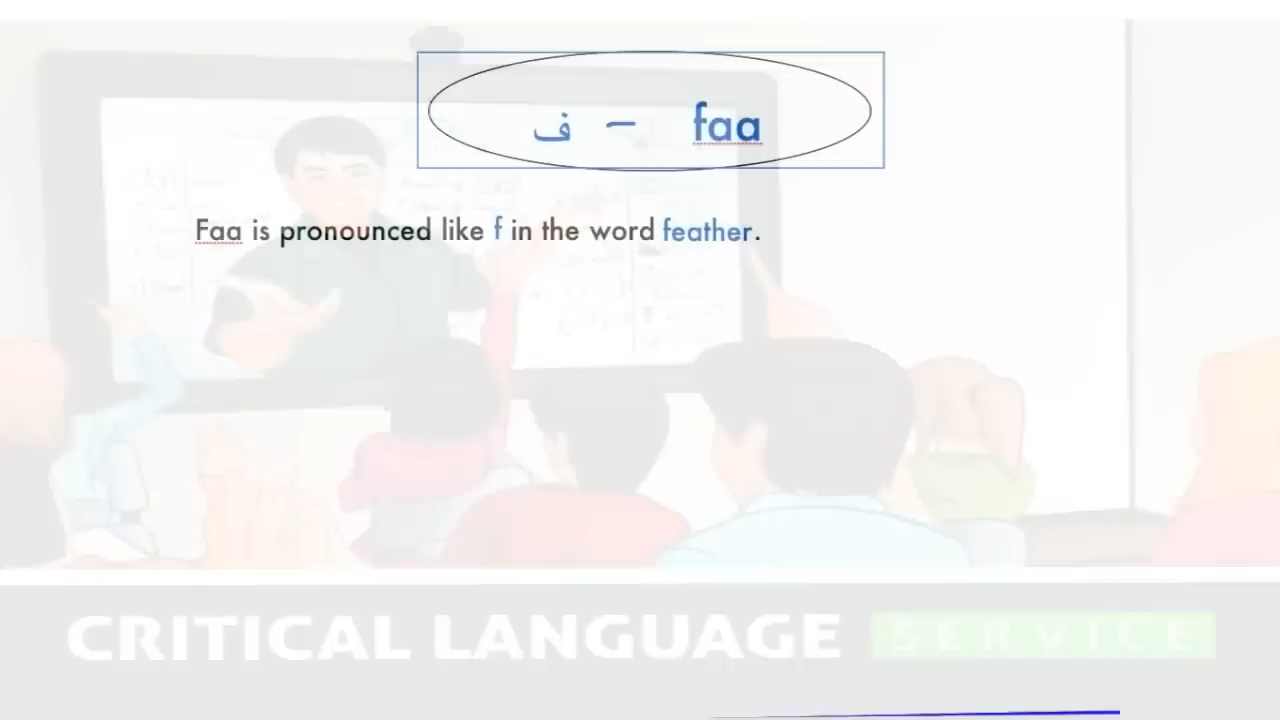 ف – faa
Faa is pronounced like f in the word feather.
CRITICAL LANGUAGE SERVICE